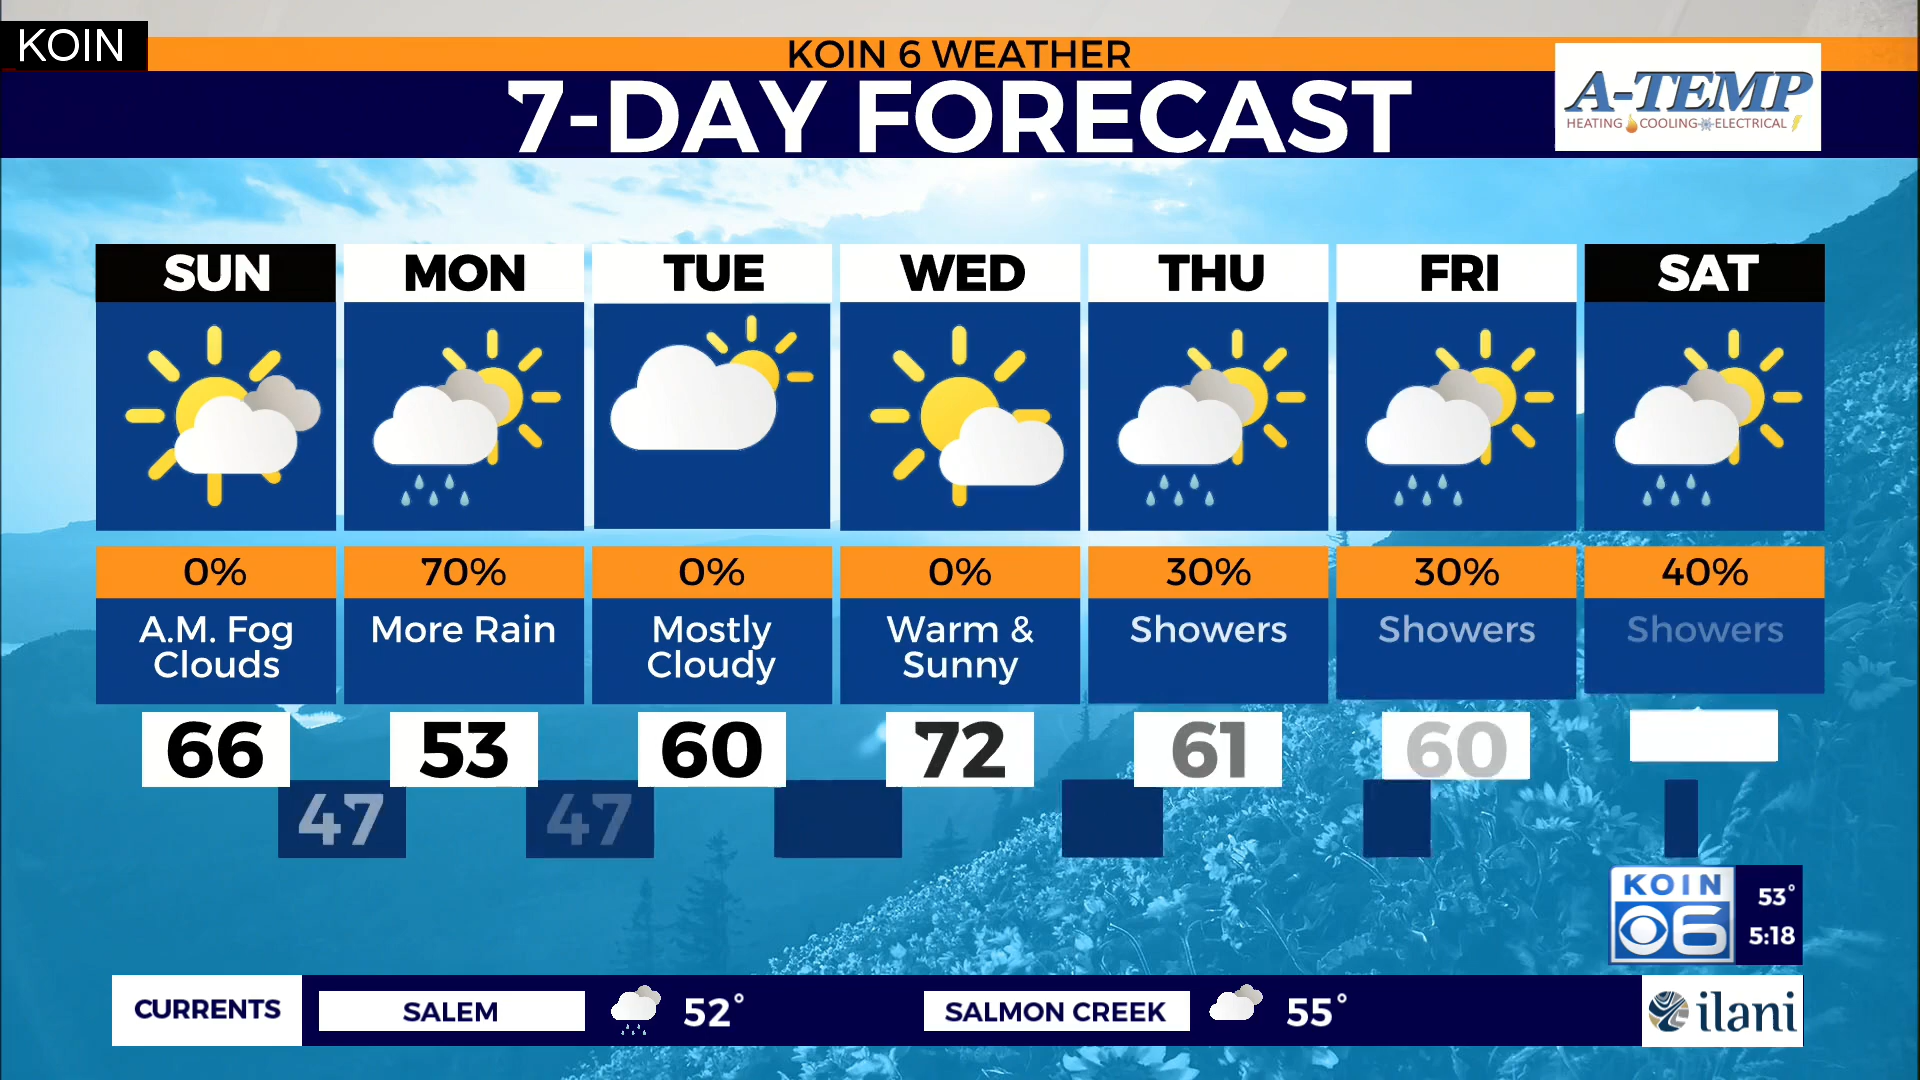 KOIN
KOIN 6 WEATHER
7-DAY FORECAST
A-TEMP
HEATING COOLING ELECTRICAL
SUN MON TUE WED THU FRI SAT
0% 70% 0% 0% 30% 30% 40%
A.M. Fog More Rain Mostly Warm & Showers Showers Showers
Clouds Cloudy Sunny
66 53 60 72 61 60
47 47
KOIN
6
53°
5:18
CURRENTS SALEM 52° SALMON CREEK 55° ilani